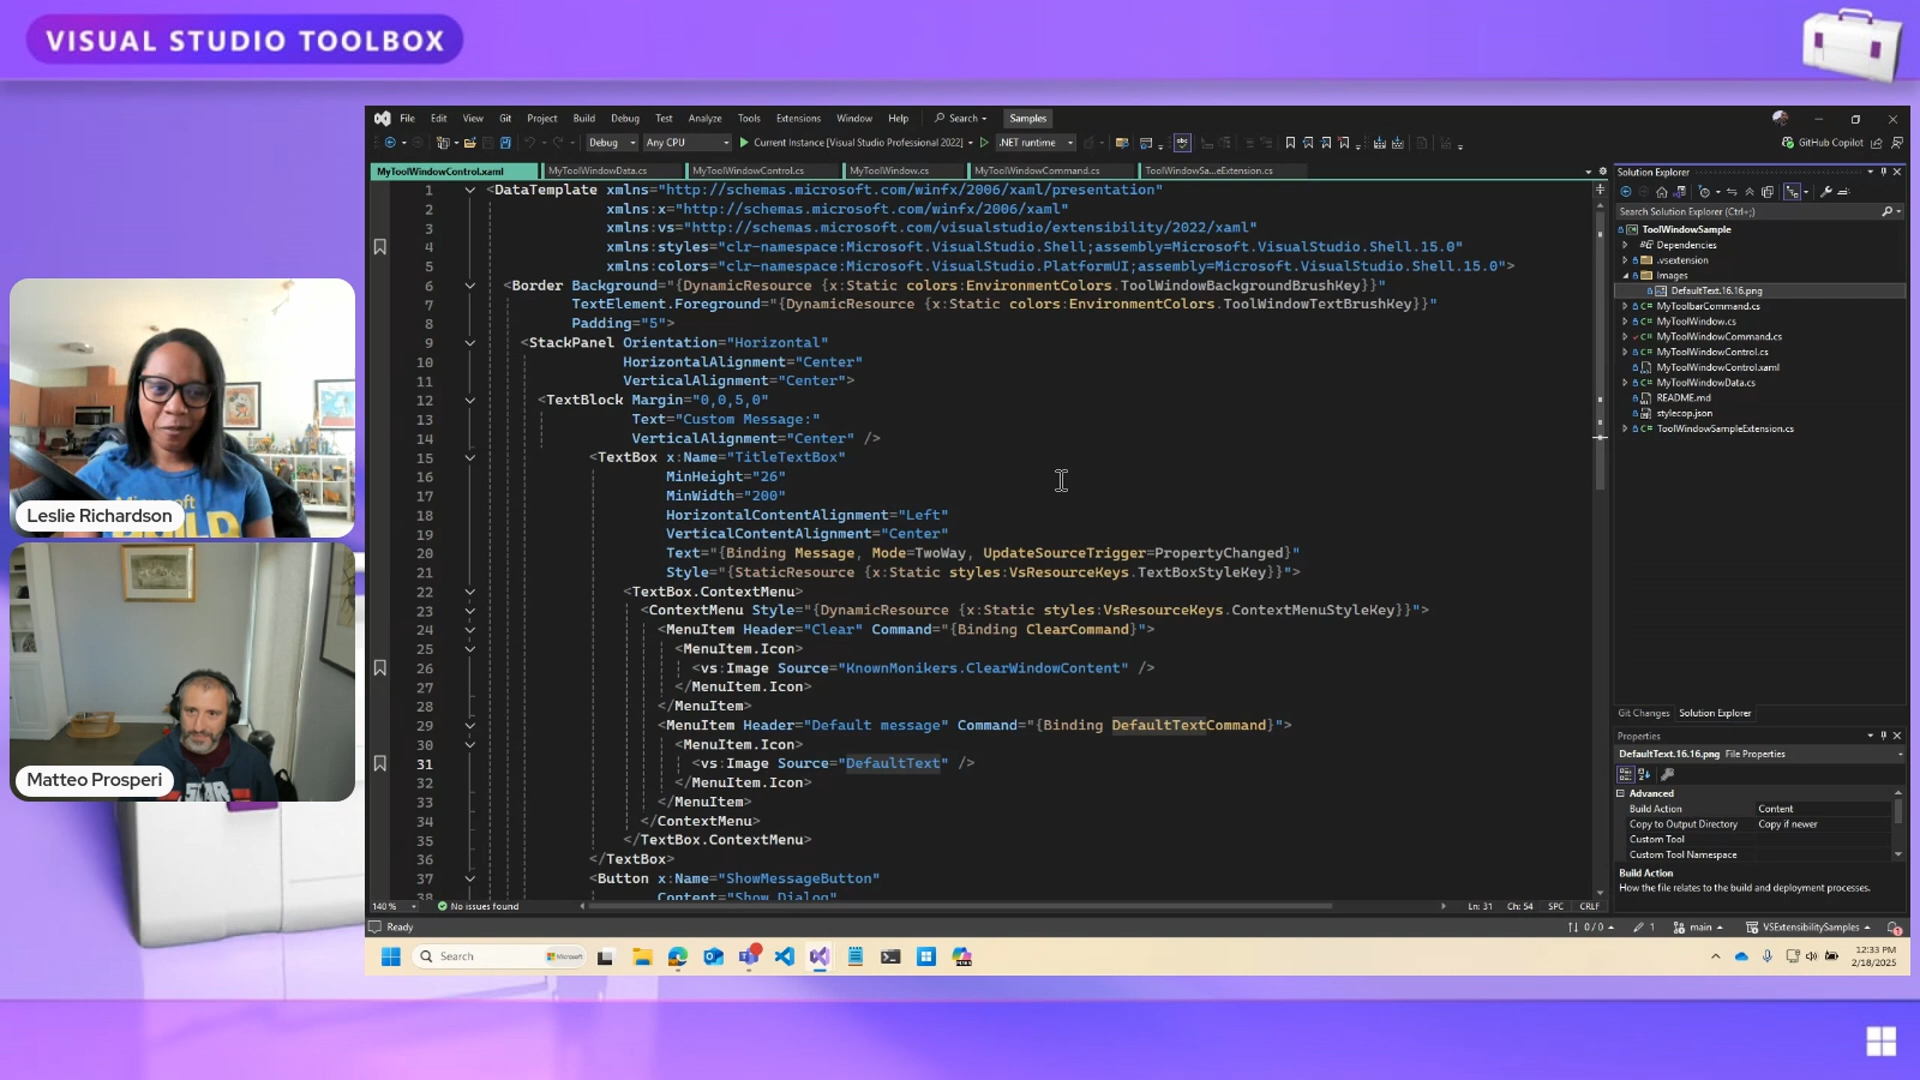 VISUAL STUDIO TOOLBOX
File Edit View Git Project Build Debug Test Analyze Tools Extensions Window Help Search Samples
Debug Any CPU Current Instance [Visual Studio Professional 2022] .NET runtime GitHub Copilot
MyToolWindowControl.xaml MyToolWindowData.cs MyToolWindowControl.cs MyToolWindow.cs MyToolWindowCommand.cs ToolWindowSa...eExtension.cs
1 <DataTemplate xmlns="http://schemas.microsoft.com/winfx/2006/xaml/presentation"
2 xmlns:x="http://schemas.microsoft.com/winfx/2006/xaml"
3 xmlns:vs="http://schemas.microsoft.com/visualstudio/extensibility/2022/xaml"
4 xmlns:styles="clr-namespace:Microsoft.VisualStudio.Shell;assembly=Microsoft.VisualStudio.Shell.15.0"
5 xmlns:colors="clr-namespace:Microsoft.VisualStudio.PlatformUI;assembly=Microsoft.VisualStudio.Shell.15.0">
6 <Border Background="{DynamicResource {x:Static colors:EnvironmentColors.ToolWindowBackgroundBrushKey}}"
7 TextElement.Foreground="{DynamicResource {x:Static colors:EnvironmentColors.ToolWindowTextBrushKey}}"
8 Padding="5">
9 <StackPanel Orientation="Horizontal"
10 HorizontalAlignment="Center"
11 VerticalAlignment="Center">
12 <TextBlock Margin="0,0,5,0"
13 Text="Custom Message:"
14 VerticalAlignment="Center" />
15 <TextBox x:Name="TitleTextBox"
16 MinHeight="26"
17 MinWidth="200"
18 HorizontalContentAlignment="Left"
19 VerticalContentAlignment="Center"
20 Text="{Binding Message, Mode=TwoWay, UpdateSourceTrigger=PropertyChanged}"
21 Style="{StaticResource {x:Static styles:VsResourceKeys.TextBoxStyleKey}}">
22 <TextBox.ContextMenu>
23 <ContextMenu Style="{DynamicResource {x:Static styles:VsResourceKeys.ContextMenuStyleKey}}">
24 <MenuItem Header="Clear" Command="{Binding ClearCommand}">
25 <MenuItem.Icon>
26 <vs:Image Source="KnownMonikers.ClearWindowContent" />
27 </MenuItem.Icon>
28 </MenuItem>
29 <MenuItem Header="Default message" Command="{Binding DefaultTextCommand}">
30 <MenuItem.Icon>
31 <vs:Image Source="DefaultText" />
32 </MenuItem.Icon>
33 </MenuItem>
34 </ContextMenu>
35 </TextBox.ContextMenu>
36 </TextBox>
37 <Button x:Name="ShowMessageButton"
38 Content="Show Dialog"
140 % No issues found Ln: 31 Ch: 54 SPC CRLF
Ready 0 / 0 1 main VSExtensibilitySamples 1
Solution Explorer
Search Solution Explorer (Ctrl+;)
ToolWindowSample
Dependencies
.vsextension
Images
DefaultText.16.16.png
MyToolbarCommand.cs
MyToolWindow.cs
MyToolWindowCommand.cs
MyToolWindowControl.cs
MyToolWindowControl.xaml
MyToolWindowData.cs
README.md
stylecop.json
ToolWindowSampleExtension.cs
Git Changes Solution Explorer
Properties
DefaultText.16.16.png File Properties
Advanced
Build Action Content
Copy to Output Directory Copy if newer
Custom Tool
Custom Tool Namespace
Build Action
How the file relates to the build and deployment processes.
Leslie Richardson
Matteo Prosperi
Search Microsoft
12:33 PM
2/18/2025